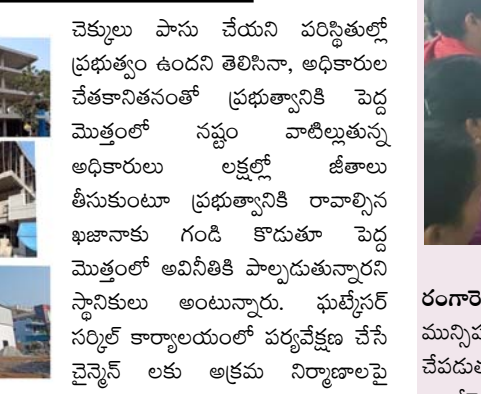 చెక్కులు పాసు చేయని పరిస్థితుల్లో
ప్రభుత్వం ఉందని తెలిసినా, అధికారుల
చేతకానితనంతో ప్రభుత్వానికి పెద్ద
మొత్తంలో నష్టం వాటిల్లుతున్న
అధికారులు లక్షల్లో జీతాలు
తీసుకుంటూ ప్రభుత్వానికి రావాల్సిన
ఖజానాకు గండి కొడుతూ పెద్ద
మొత్తంలో అవినీతికి పాల్పడుతున్నారని
స్థానికులు అంటున్నారు. ఘట్కేసర్
సర్కిల్ కార్యాలయంలో పర్యవేక్షణ చేసే
చైన్మెన్ లకు అక్రమ నిర్మాణాలపై
రంగారె
మున్సిప
చేపడుత